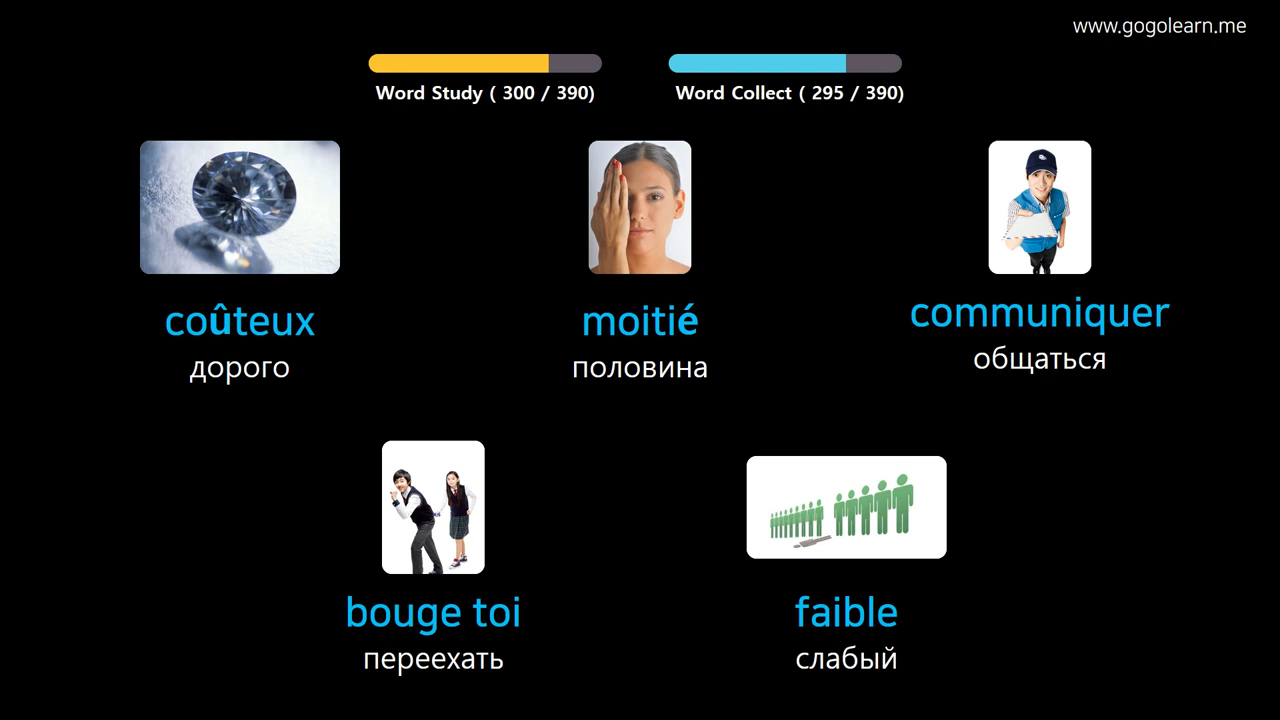 www.gogolearn.me
Word Study ( 300 / 390)
Word Collect ( 295 / 390)
coûteux
дорого
moitié
половина
communiquer
общаться
bouge toi
переехать
faible
слабый